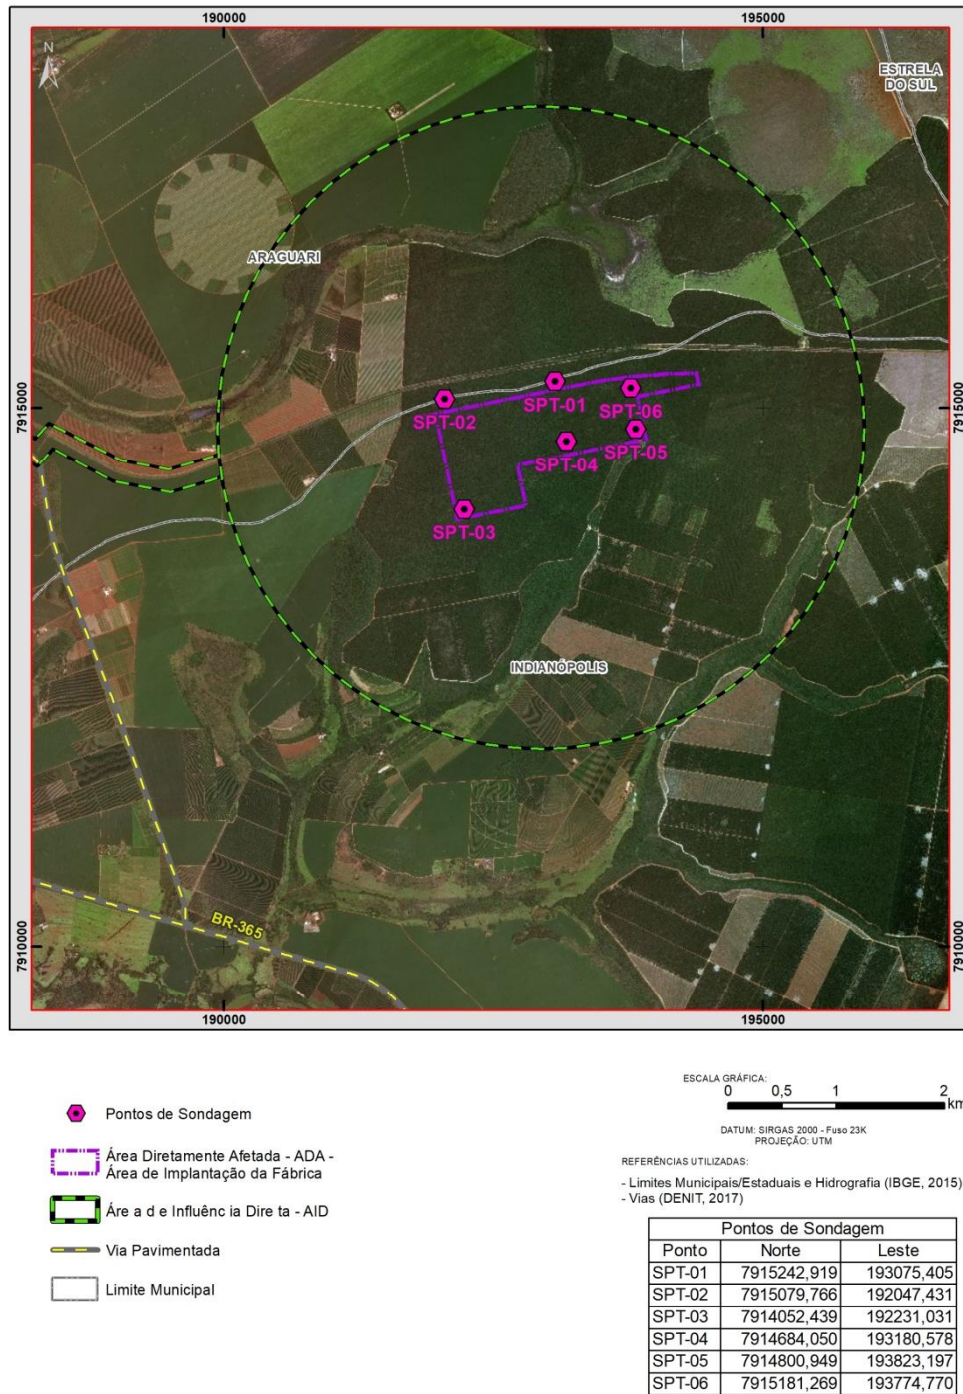 190000
195000
N
ESTRELA
DO SUL
ARAGUARI
7915000
7915000
SPT-01
SPT-02
SPT-06
SPT-05
SPT-04
SPT-03
INDIANÓPOLIS
BR-365
7910000
7910000
190000
195000
Pontos de Sondagem
Área Diretamente Afetada - ADA -
Área de Implantação da Fábrica
Áre a d e Influênc ia Dire ta - AID
Via Pavimentada
Limite Municipal
ESCALA GRÁFICA:
0 0,5 1 2
km
DATUM: SIRGAS 2000 - Fuso 23K
PROJEÇÃO: UTM
REFERÊNCIAS UTILIZADAS:
- Limites Municipais/Estaduais e Hidrografia (IBGE, 2015)
- Vias (DENIT, 2017)
Pontos de Sondagem
Ponto Norte Leste
SPT-01 7915242,919 193075,405
SPT-02 7915079,766 192047,431
SPT-03 7914052,439 192231,031
SPT-04 7914684,050 193180,578
SPT-05 7914800,949 193823,197
SPT-06 7915181,269 193774,770